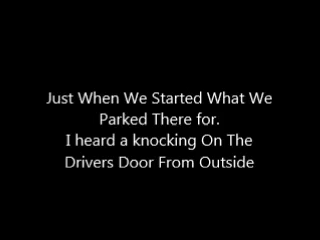 Just When We Started What We
Parked There for.
I heard a knocking On The
Drivers Door From Outside